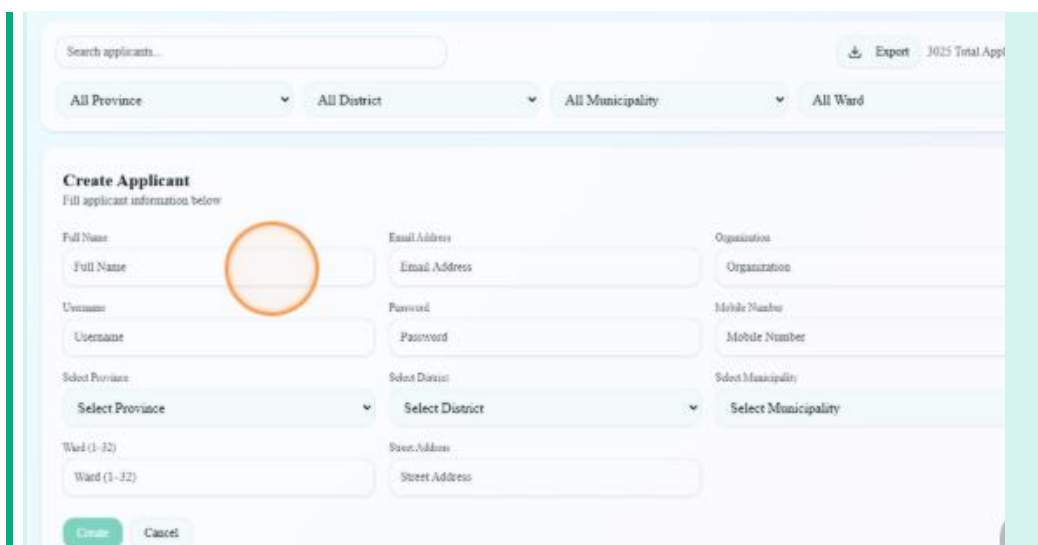 Search applicants...
Export 3025 Total Appl
All Province All District All Municipality All Ward
Create Applicant
Fill applicant information below
Full Name Email Address Organization
Full Name Email Address Organization
Username Password Mobile Number
Username Password Mobile Number
Select Province Select District Select Municipality
Select Province Select District Select Municipality
Ward (1-32) Street Address
Ward (1-32) Street Address
Create Cancel